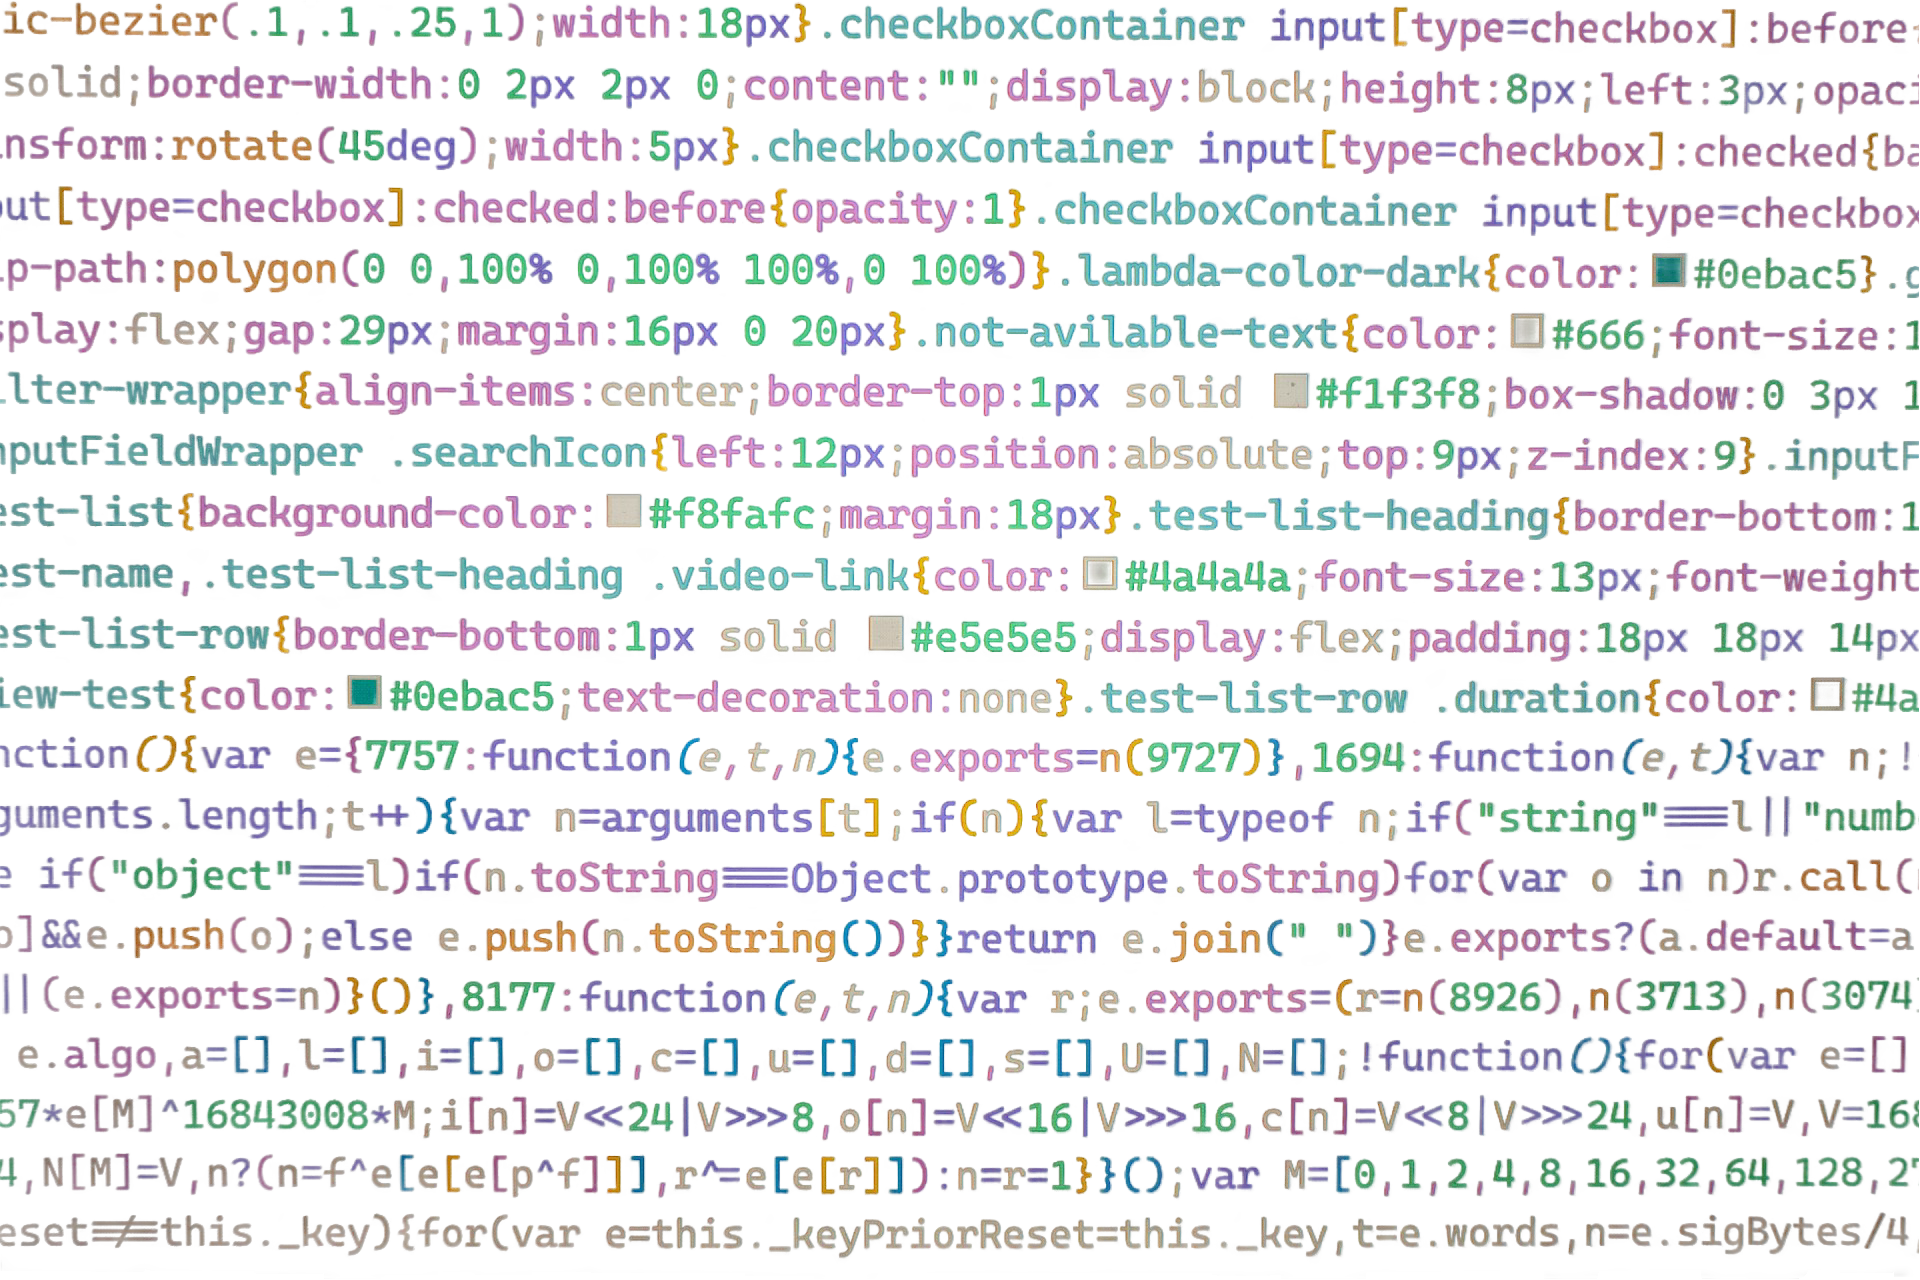 ic-bezier(.1,.1,.25,1);width:18px}.checkboxContainer input[type=checkbox]:before
solid;border-width:0 2px 2px 0;content:"";display:block;height:8px;left:3px;opaci
nsform:rotate(45deg);width:5px}.checkboxContainer input[type=checkbox]:checked{ba
ut[type=checkbox]:checked:before{opacity:1}.checkboxContainer input[type=checkbox
p-path:polygon(0 0,100% 0,100% 100%,0 100%)}.lambda-color-dark{color:#0ebac5}.g
splay:flex;gap:29px;margin:16px 0 20px}.not-avilable-text{color:#666;font-size:1
ilter-wrapper{align-items:center;border-top:1px solid #f1f3f8;box-shadow:0 3px 1
nputFieldWrapper .searchIcon{left:12px;position:absolute;top:9px;z-index:9}.inputF
est-list{background-color:#f8fafc;margin:18px}.test-list-heading{border-bottom:1
est-name,.test-list-heading .video-link{color:#4a4a4a;font-size:13px;font-weight
est-list-row{border-bottom:1px solid #e5e5e5;display:flex;padding:18px 18px 14px
iew-test{color:#0ebac5;text-decoration:none}.test-list-row .duration{color:#4a
nction(){var e={7757:function(e,t,n){e.exports=n(9727)},1694:function(e,t){var n;!
guments.length;t++){var n=arguments[t];if(n){var l=typeof n;if("string"===l||"numb
e if("object"===l)if(n.toString===Object.prototype.toString)for(var o in n)r.call(
o]&&e.push(o);else e.push(n.toString())}}return e.join(" ")}e.exports?(a.default=a
||(e.exports=n)}()},8177:function(e,t,n){var r;e.exports=(r=n(8926),n(3713),n(3074
e.algo,a=[],l=[],i=[],o=[],c=[],u=[],d=[],s=[],U=[],N=[];!function(){for(var e=[]
57*e[M]^16843008*M;i[n]=V<<24|V>>>8,o[n]=V<<16|V>>>16,c[n]=V<<8|V>>>24,u[n]=V,V=168
4,N[M]=V,n?(n=f^e[e[e[p^f]]],r^=e[e[r]]):n=r=1}}();var M=[0,1,2,4,8,16,32,64,128,27
eset!==this._key){for(var e=this._keyPriorReset=this._key,t=e.words,n=e.sigBytes/4,